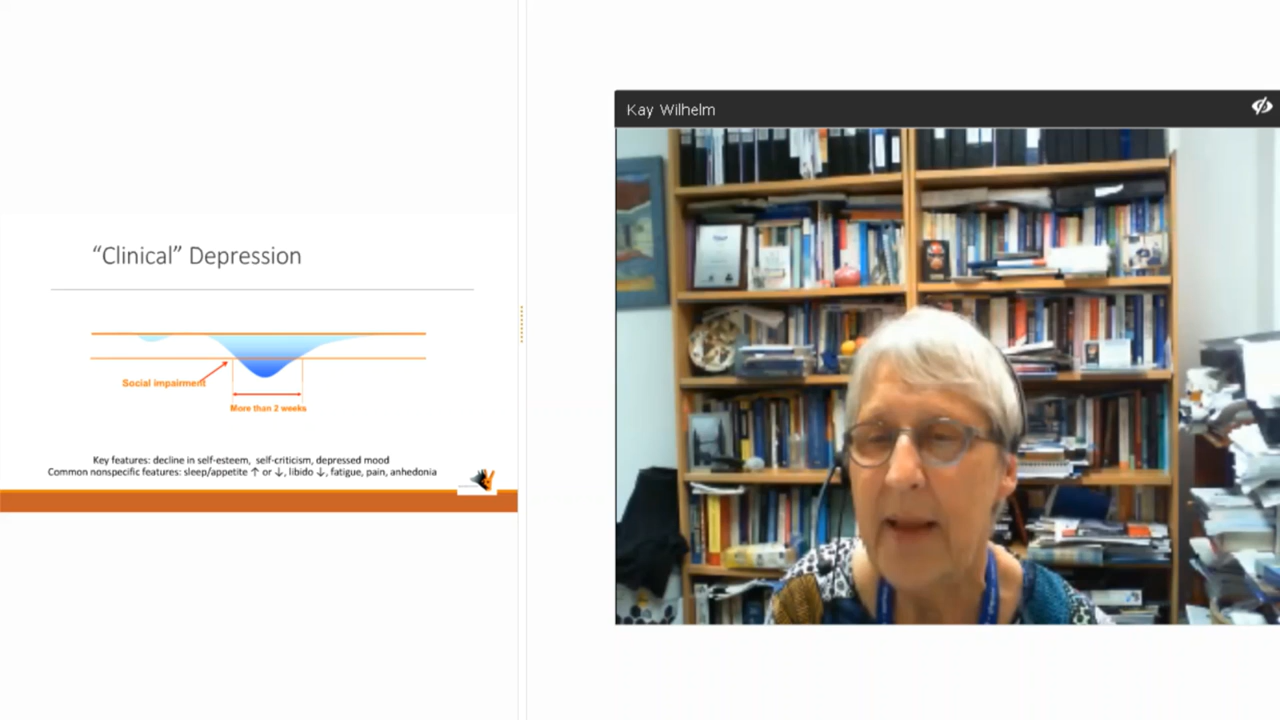 Kay Wilhelm
“Clinical” Depression
Social impairment
More than 2 weeks
Key features: decline in self-esteem, self-criticism, depressed mood
Common nonspecific features: sleep/appetite ↑ or ↓, libido ↓, fatigue, pain, anhedonia